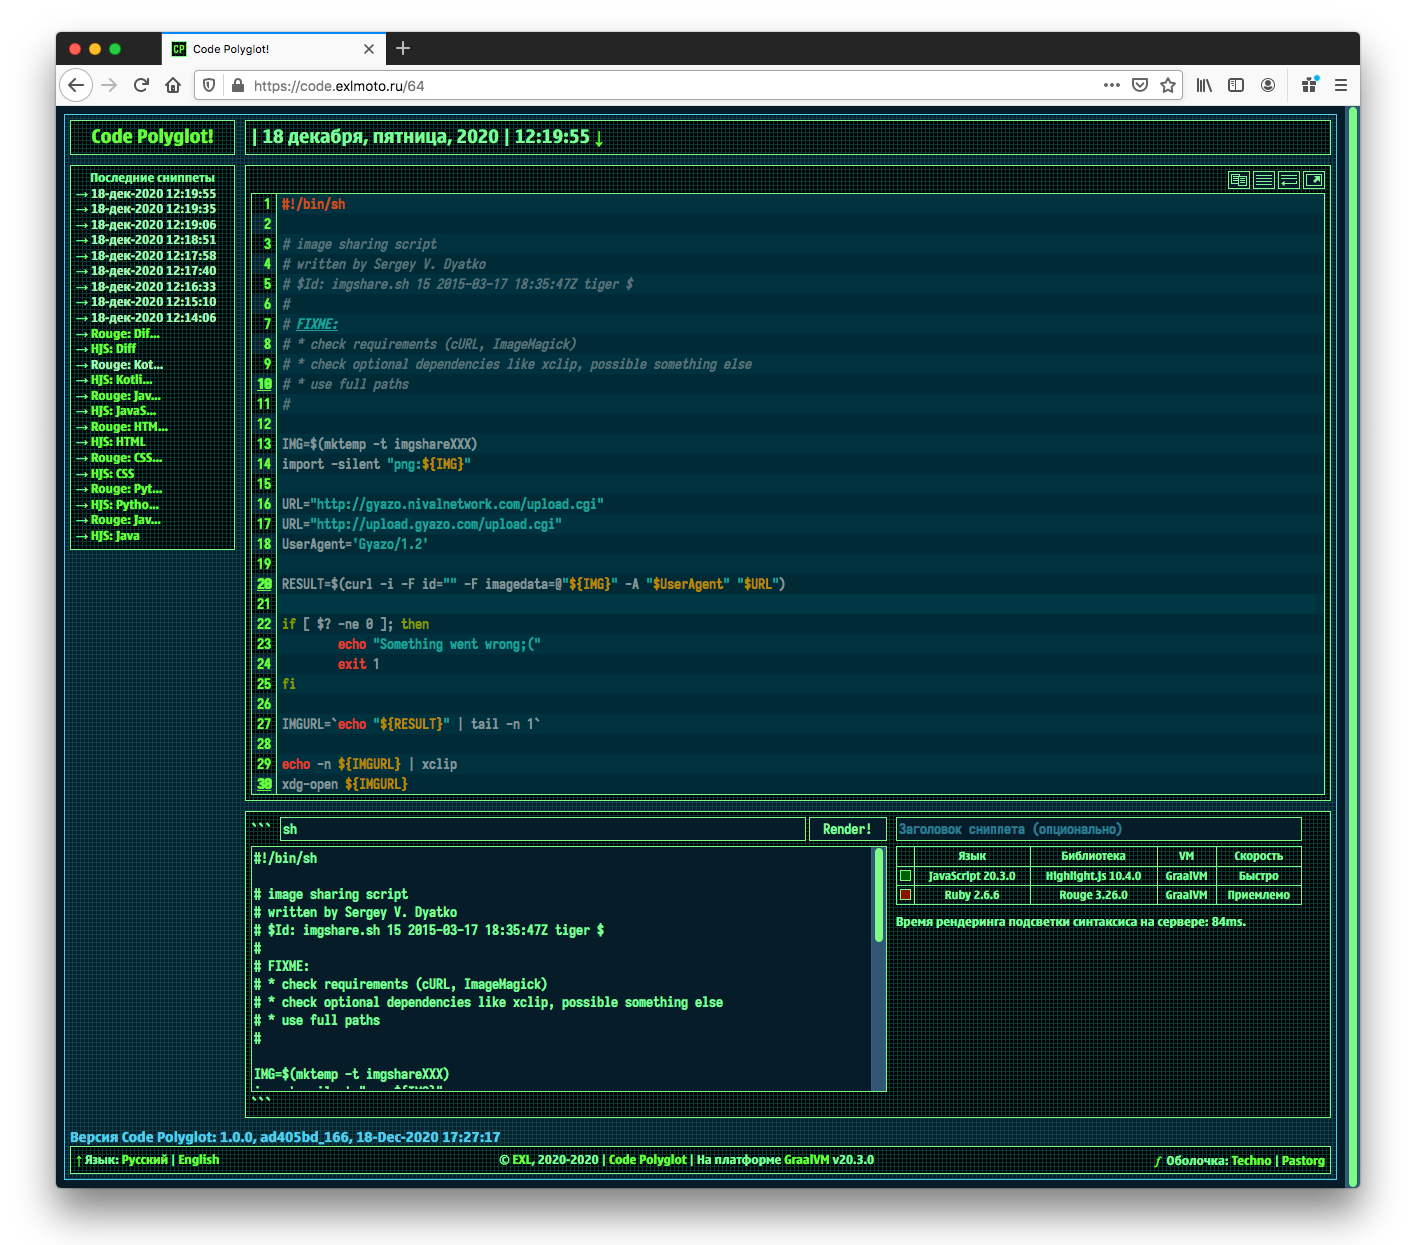 CP Code Polyglot!
https://code.exlmoto.ru/64
Code Polyglot!
| 18 декабря, пятница, 2020 | 12:19:55 ↓
Последние сниппеты
→ 18-дек-2020 12:19:55
→ 18-дек-2020 12:19:35
→ 18-дек-2020 12:19:06
→ 18-дек-2020 12:18:51
→ 18-дек-2020 12:17:58
→ 18-дек-2020 12:17:40
→ 18-дек-2020 12:16:33
→ 18-дек-2020 12:15:10
→ 18-дек-2020 12:14:06
→ Rouge: Dif...
→ HJS: Diff
→ Rouge: Kot...
→ HJS: Kotli...
→ Rouge: Jav...
→ HJS: JavaS...
→ Rouge: HTM...
→ HJS: HTML
→ Rouge: CSS...
→ HJS: CSS
→ Rouge: Pyt...
→ HJS: Pytho...
→ Rouge: Jav...
→ HJS: Java
1 #!/bin/sh
2
3 # image sharing script
4 # written by Sergey V. Dyatko
5 # $Id: imgshare.sh 15 2015-03-17 18:35:47Z tiger $
6 #
7 # FIXME:
8 # * check requirements (cURL, ImageMagick)
9 # * check optional dependencies like xclip, possible something else
10 # * use full paths
11 #
12
13 IMG=$(mktemp -t imgshareXXX)
14 import -silent "png:${IMG}"
15
16 URL="http://gyazo.nivalnetwork.com/upload.cgi"
17 URL="http://upload.gyazo.com/upload.cgi"
18 UserAgent='Gyazo/1.2'
19
20 RESULT=$(curl -i -F id="" -F imagedata=@"${IMG}" -A "$UserAgent" "$URL")
21
22 if [ $? -ne 0 ]; then
23 echo "Something went wrong;("
24 exit 1
25 fi
26
27 IMGURL=`echo "${RESULT}" | tail -n 1`
28
29 echo -n ${IMGURL} | xclip
30 xdg-open ${IMGURL}
``` sh Render!
#!/bin/sh
# image sharing script
# written by Sergey V. Dyatko
# $Id: imgshare.sh 15 2015-03-17 18:35:47Z tiger $
#
# FIXME:
# * check requirements (cURL, ImageMagick)
# * check optional dependencies like xclip, possible something else
# * use full paths
#
IMG=$(mktemp -t imgshareXXX)
```
Заголовок сниппета (опционально)
Язык Библиотека VM Скорость
JavaScript 20.3.0 Highlight.js 10.4.0 GraalVM Быстро
Ruby 2.6.6 Rouge 3.26.0 GraalVM Приемлемо
Время рендеринга подсветки синтаксиса на сервере: 84ms.
Версия Code Polyglot: 1.0.0, ad405bd_166, 18-Dec-2020 17:27:17
↑ Язык: Русский | English
© EXL, 2020-2020 | Code Polyglot | На платформе GraalVM v20.3.0
ƒ Оболочка: Techno | Pastorg